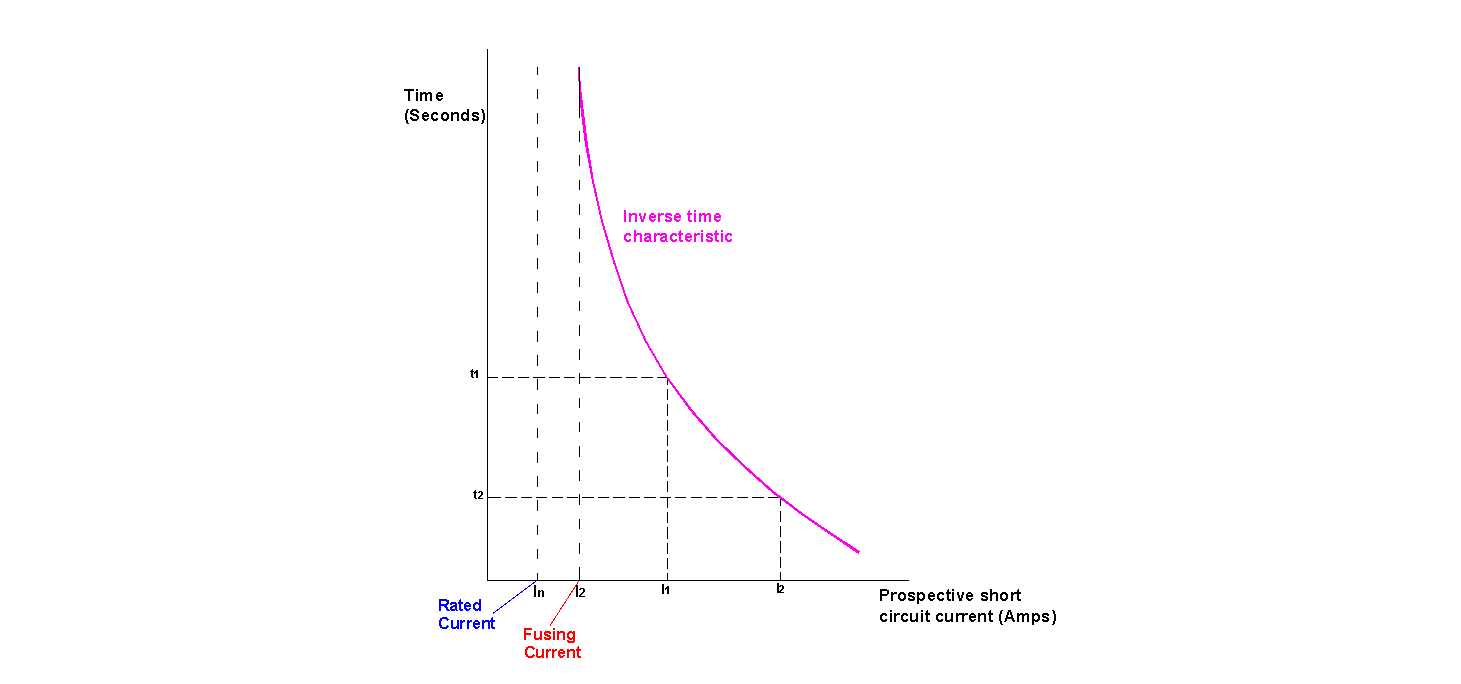 Time
(Seconds)
Inverse time
characteristic
t1
t2
In
I2
I1
I2
Prospective short
circuit current (Amps)
Rated
Current
Fusing
Current